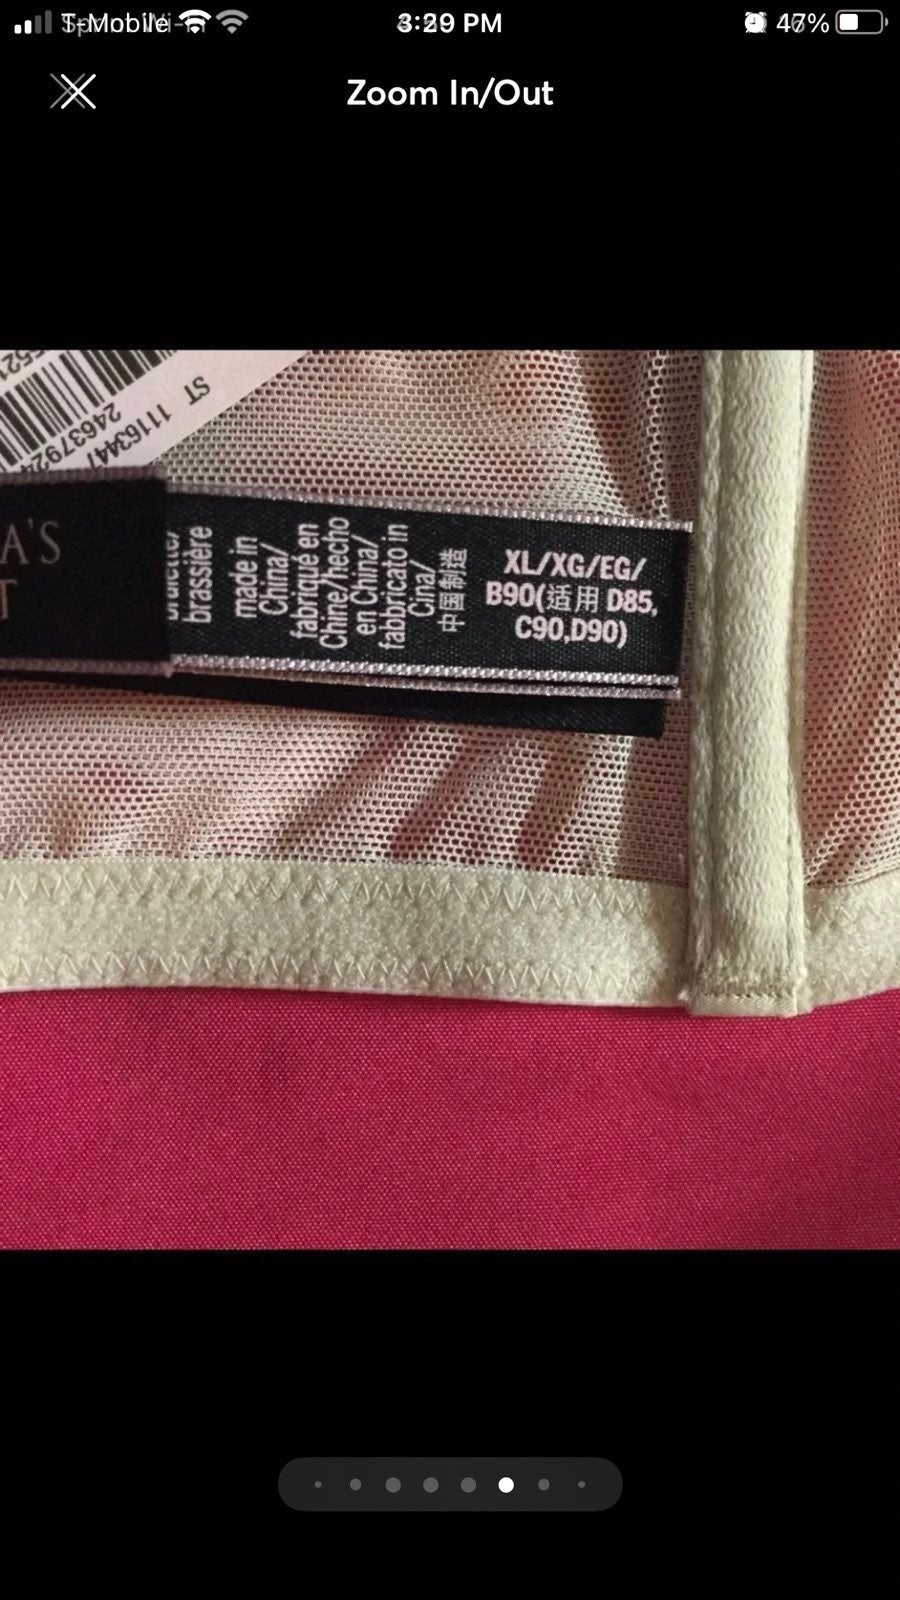 3:29 PM
47%
Zoom In/Out
ST 1116344
A'S
T
brassière
made in
China/
fabriqué en
Chine/hecho
en China/
fabbricato in
Cina/
中国制造
XL/XG/EG/
B90(适用 D85,
C90,D90)